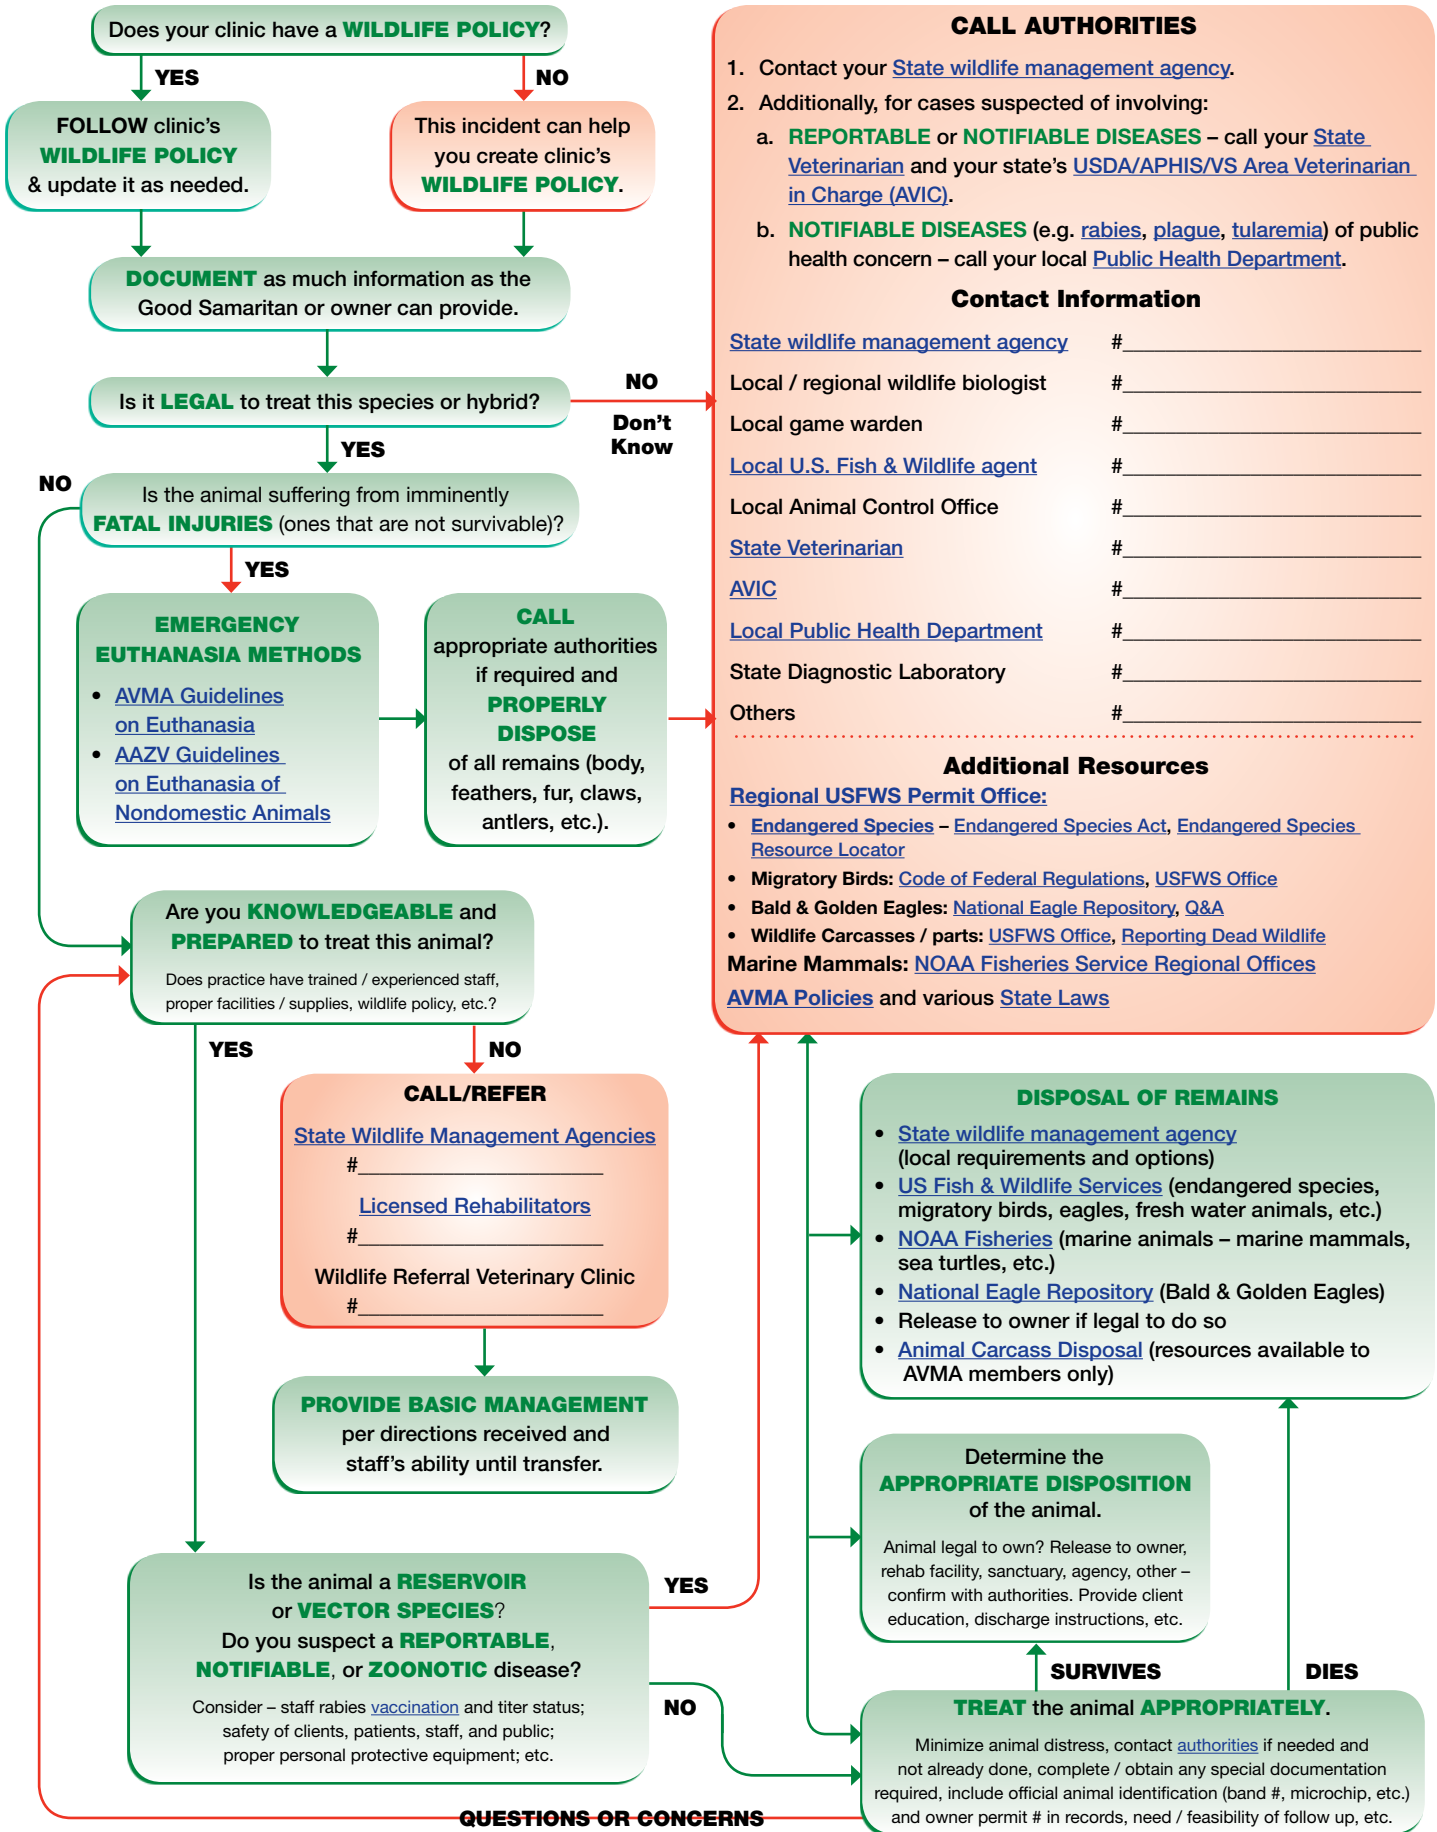 Does your clinic have a WILDLIFE POLICY?
YES
NO
FOLLOW clinic's
WILDLIFE POLICY
& update it as needed.
This incident can help
you create clinic's
WILDLIFE POLICY.
DOCUMENT as much information as the
Good Samaritan or owner can provide.
Is it LEGAL to treat this species or hybrid?
NO
Don't
Know
YES
NO
Is the animal suffering from imminently
FATAL INJURIES (ones that are not survivable)?
YES
EMERGENCY
EUTHANASIA METHODS
• AVMA Guidelines
on Euthanasia
• AAZV Guidelines
on Euthanasia of
Nondomestic Animals
CALL
appropriate authorities
if required and
PROPERLY
DISPOSE
of all remains (body,
feathers, fur, claws,
antlers, etc.).
Are you KNOWLEDGEABLE and
PREPARED to treat this animal?
Does practice have trained / experienced staff,
proper facilities / supplies, wildlife policy, etc.?
YES
NO
CALL/REFER
State Wildlife Management Agencies
#
Licensed Rehabilitators
#
Wildlife Referral Veterinary Clinic
#
PROVIDE BASIC MANAGEMENT
per directions received and
staff's ability until transfer.
Is the animal a RESERVOIR
or VECTOR SPECIES?
Do you suspect a REPORTABLE,
NOTIFIABLE, or ZOONOTIC disease?
Consider – staff rabies vaccination and titer status;
safety of clients, patients, staff, and public;
proper personal protective equipment; etc.
YES
NO
CALL AUTHORITIES
1. Contact your State wildlife management agency.
2. Additionally, for cases suspected of involving:
a. REPORTABLE or NOTIFIABLE DISEASES – call your State
Veterinarian and your state's USDA/APHIS/VS Area Veterinarian
in Charge (AVIC).
b. NOTIFIABLE DISEASES (e.g. rabies, plague, tularemia) of public
health concern – call your local Public Health Department.
Contact Information
State wildlife management agency #
Local / regional wildlife biologist #
Local game warden #
Local U.S. Fish & Wildlife agent #
Local Animal Control Office #
State Veterinarian #
AVIC #
Local Public Health Department #
State Diagnostic Laboratory #
Others #
Additional Resources
Regional USFWS Permit Office:
• Endangered Species – Endangered Species Act, Endangered Species
Resource Locator
• Migratory Birds: Code of Federal Regulations, USFWS Office
• Bald & Golden Eagles: National Eagle Repository, Q&A
• Wildlife Carcasses / parts: USFWS Office, Reporting Dead Wildlife
Marine Mammals: NOAA Fisheries Service Regional Offices
AVMA Policies and various State Laws
DISPOSAL OF REMAINS
• State wildlife management agency
(local requirements and options)
• US Fish & Wildlife Services (endangered species,
migratory birds, eagles, fresh water animals, etc.)
• NOAA Fisheries (marine animals – marine mammals,
sea turtles, etc.)
• National Eagle Repository (Bald & Golden Eagles)
• Release to owner if legal to do so
• Animal Carcass Disposal (resources available to
AVMA members only)
Determine the
APPROPRIATE DISPOSITION
of the animal.
Animal legal to own? Release to owner,
rehab facility, sanctuary, agency, other –
confirm with authorities. Provide client
education, discharge instructions, etc.
SURVIVES
DIES
TREAT the animal APPROPRIATELY.
Minimize animal distress, contact authorities if needed and
not already done, complete / obtain any special documentation
required, include official animal identification (band #, microchip, etc.)
and owner permit # in records, need / feasibility of follow up, etc.
QUESTIONS OR CONCERNS